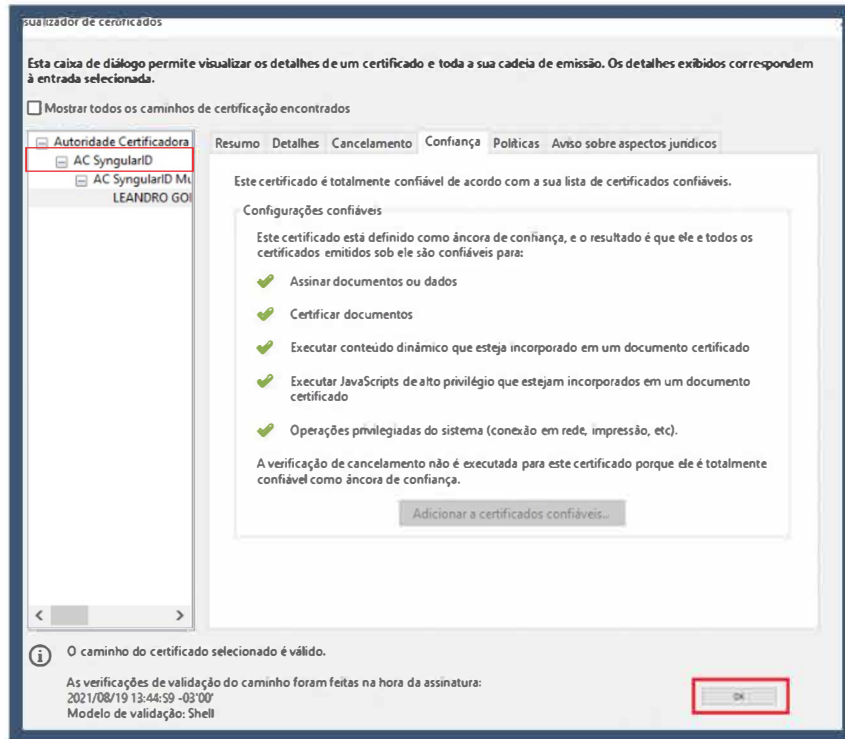 sualizador de certificados
Esta caixa de diálogo permite visualizar os detalhes de um certificado e toda a sua cadeia de emissão. Os detalhes exibidos correspondem
à entrada selecionada.
Mostrar todos os caminhos de certificação encontrados
Autoridade Certificadora
AC SyngularID
AC SyngularID Mu
LEANDRO GOI
Resumo Detalhes Cancelamento Confiança Políticas Aviso sobre aspectos jurídicos
Este certificado é totalmente confiável de acordo com a sua lista de certificados confiáveis.
Configurações confiáveis
Este certificado está definido como âncora de confiança, e o resultado é que ele e todos os
certificados emitidos sob ele são confiáveis para:
Assinar documentos ou dados
Certificar documentos
Executar conteúdo dinâmico que esteja incorporado em um documento certificado
Executar JavaScripts de alto privilégio que estejam incorporados em um documento
certificado
Operações privilegiadas do sistema (conexão em rede, impressão, etc).
A verificação de cancelamento não é executada para este certificado porque ele é totalmente
confiável como âncora de confiança.
Adicionar a certificados confiáveis...
O caminho do certificado selecionado é válido.
As verificações de validação do caminho foram feitas na hora da assinatura:
2021/08/19 13:44:59 -03'00'
Modelo de validação: Shell
OK